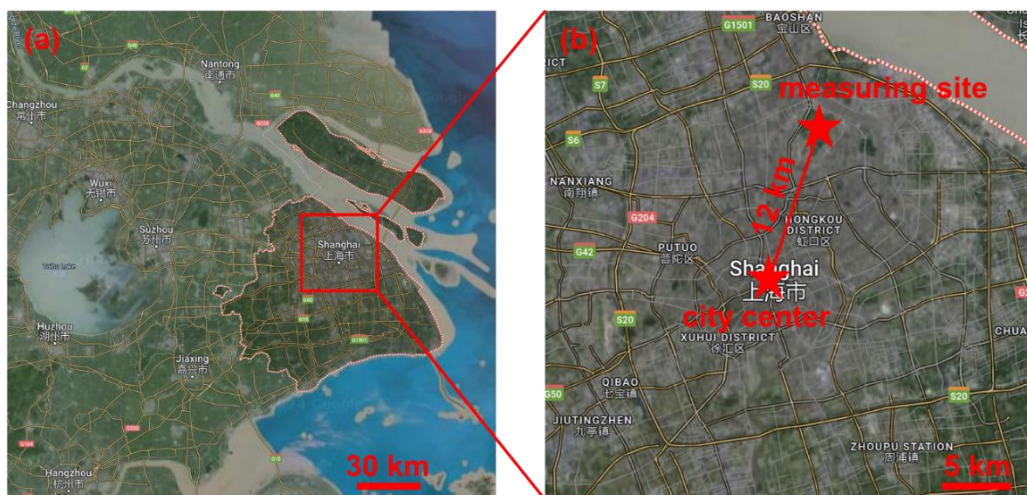 (a)
Nantong
南通市
Changzhou
常州市
Wuxi
无锡市
Suzhou
苏州市
Taihu Lake
Shanghai
上海市
Huzhou
湖州市
Jiaxing
嘉兴市
Hangzhou
杭州市
G1501
30 km
(b)
G1501
BAOSHAN
宝山区
S7
S20
measuring site
S6
NANXIANG
南翔镇
12 km
G204
HONGKOU
DISTRICT
虹口区
G42
PUTUO
普陀区
Shanghai
上海市
city center
S20
XUHUI DISTRICT
徐汇区
CHUA
QIBAO
七宝镇
G50
S20
JIUTINGZHEN
九亭镇
ZHOUPU STATION
周浦镇
5 km